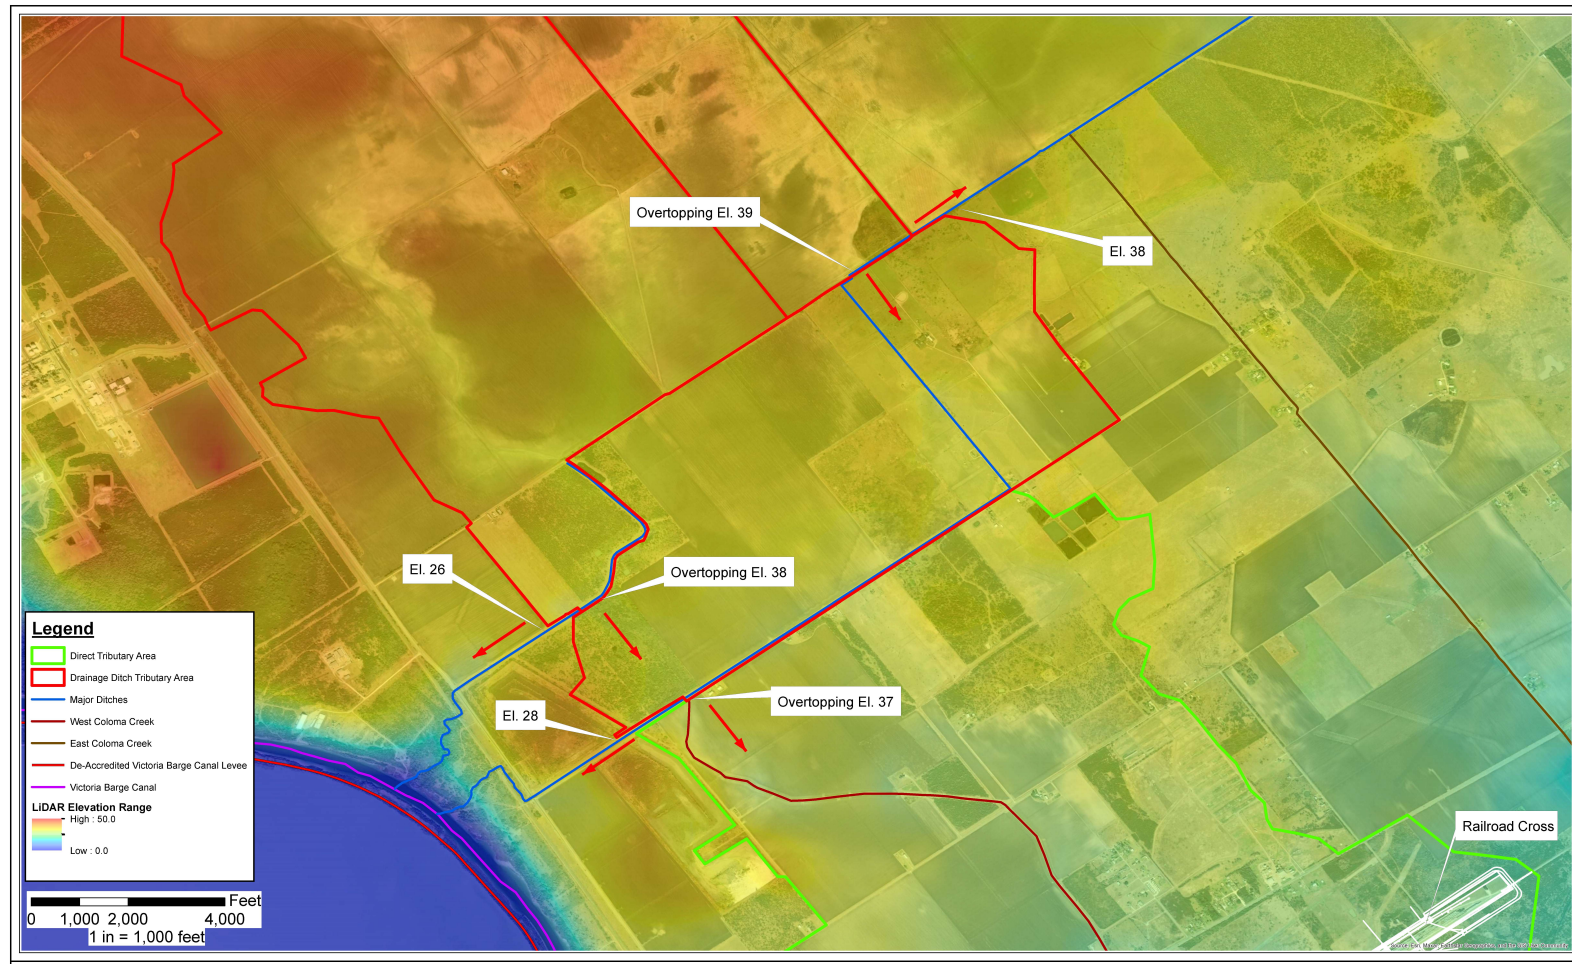 Overtopping El. 39
El. 38
El. 26
Overtopping El. 38
Overtopping El. 37
El. 28
Railroad Cross
Legend
Direct Tributary Area
Drainage Ditch Tributary Area
Major Ditches
West Coloma Creek
East Coloma Creek
De-Accredited Victoria Barge Canal Levee
Victoria Barge Canal
LiDAR Elevation Range
High : 50.0
Low : 0.0
Feet
0 1,000 2,000 4,000
1 in = 1,000 feet